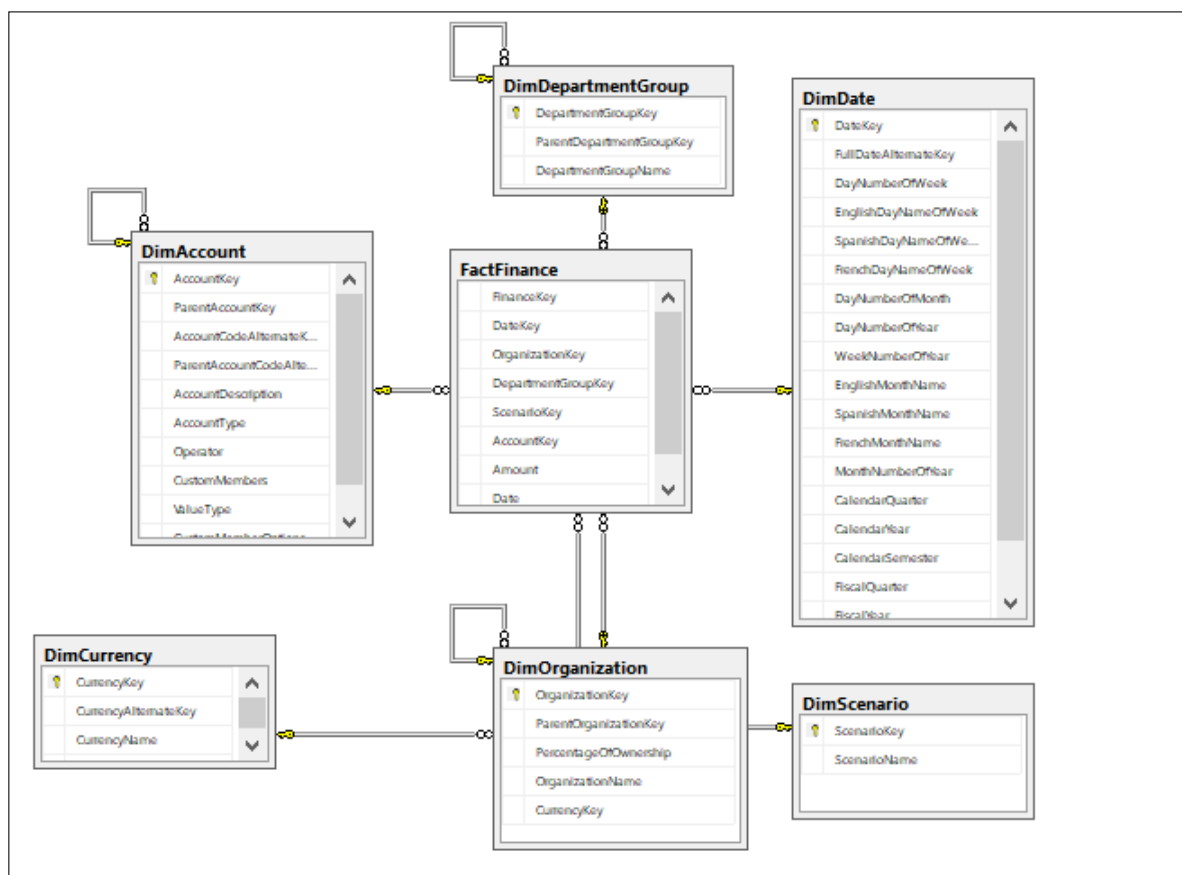 DimDepartmentGroup
DepartmentGroupKey
ParentDepartmentGroupKey
DepartmentGroupName
DimDate
DateKey
FullDateAlternateKey
DayNumberOfWeek
EnglishDayNameOfWeek
SpanishDayNameOfWe...
FrenchDayNameOfWeek
DayNumberOfMonth
DayNumberOfYear
WeekNumberOfYear
EnglishMonthName
SpanishMonthName
FrenchMonthName
MonthNumberOfYear
CalendarQuarter
CalendarYear
CalendarSemester
FiscalQuarter
FiscalYear
DimAccount
AccountKey
ParentAccountKey
AccountCodeAlternateK...
ParentAccountCodeAlte...
AccountDescription
AccountType
Operator
CustomMembers
ValueType
CustomMemberOptions
FactFinance
FinanceKey
DateKey
OrganizationKey
DepartmentGroupKey
ScenarioKey
AccountKey
Amount
Date
DimCurrency
CurrencyKey
CurrencyAlternateKey
CurrencyName
DimOrganization
OrganizationKey
ParentOrganizationKey
PercentageOfOwnership
OrganizationName
CurrencyKey
DimScenario
ScenarioKey
ScenarioName